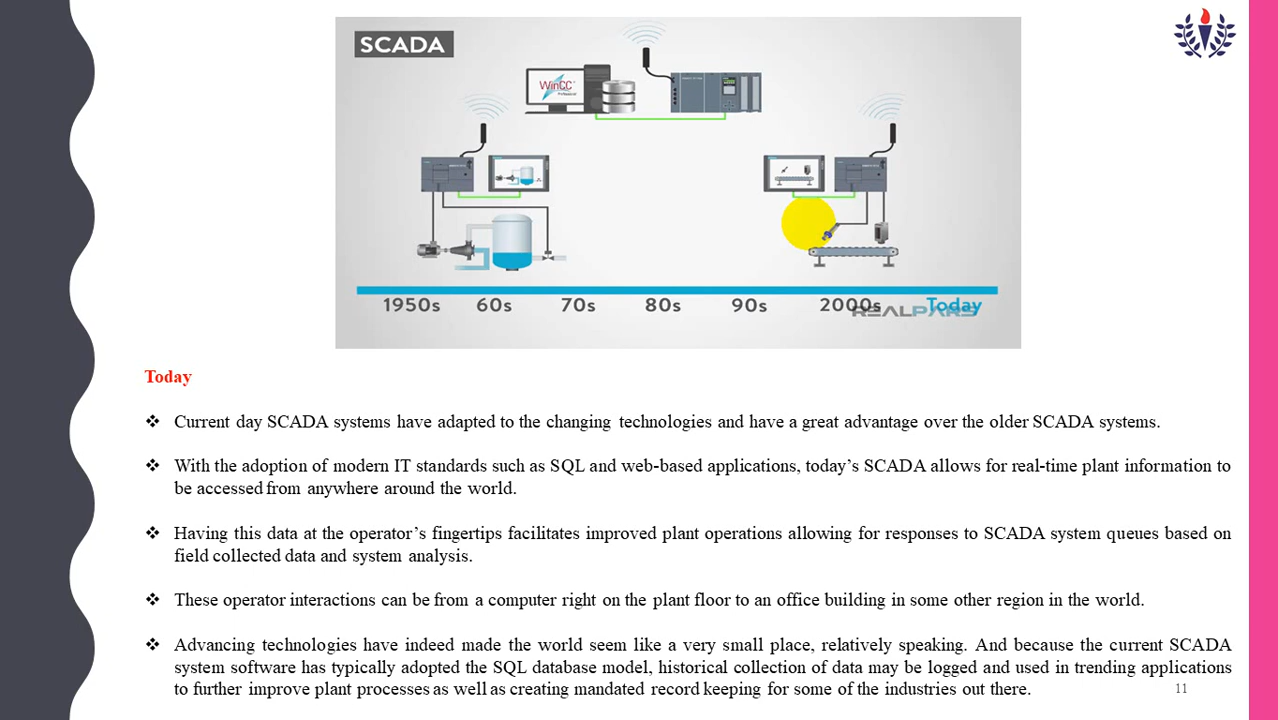 SCADA
WinCC
Professional
1950s 60s 70s 80s 90s 2000s Today
REALPARS
Today
❖ Current day SCADA systems have adapted to the changing technologies and have a great advantage over the older SCADA systems.
❖ With the adoption of modern IT standards such as SQL and web-based applications, today’s SCADA allows for real-time plant information to
be accessed from anywhere around the world.
❖ Having this data at the operator’s fingertips facilitates improved plant operations allowing for responses to SCADA system queues based on
field collected data and system analysis.
❖ These operator interactions can be from a computer right on the plant floor to an office building in some other region in the world.
❖ Advancing technologies have indeed made the world seem like a very small place, relatively speaking. And because the current SCADA
system software has typically adopted the SQL database model, historical collection of data may be logged and used in trending applications
to further improve plant processes as well as creating mandated record keeping for some of the industries out there.
11